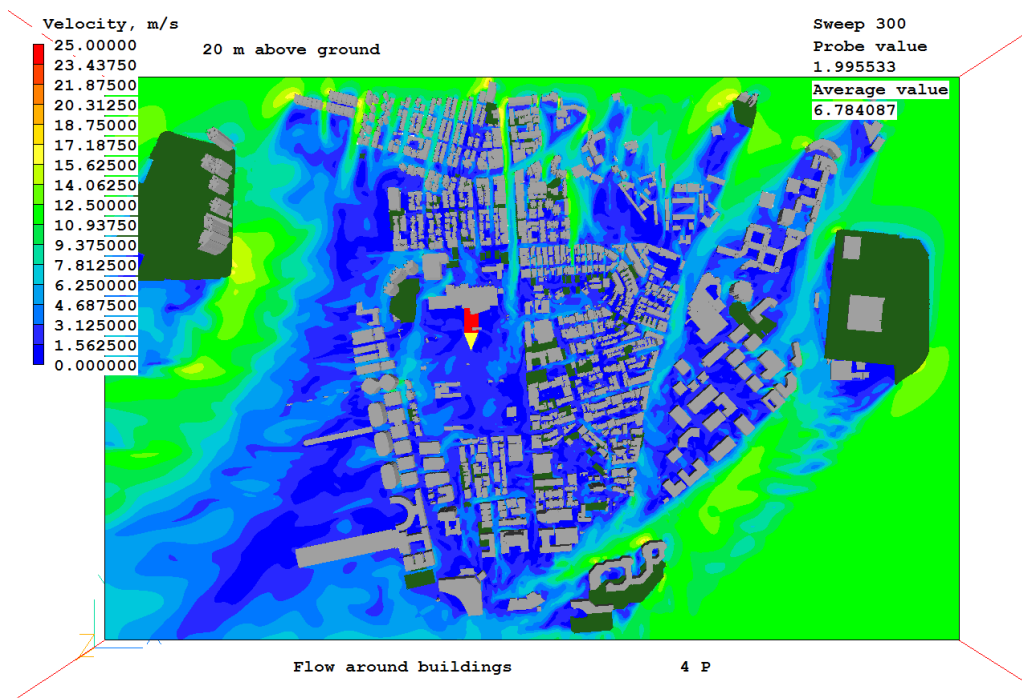 Velocity, m/s
25.00000
23.43750
21.87500
20.31250
18.75000
17.18750
15.62500
14.06250
12.50000
10.93750
9.375000
7.812500
6.250000
4.687500
3.125000
1.562500
0.000000
20 m above ground
Sweep 300
Probe value
1.995533
Average value
6.784087
Flow around buildings
4 P